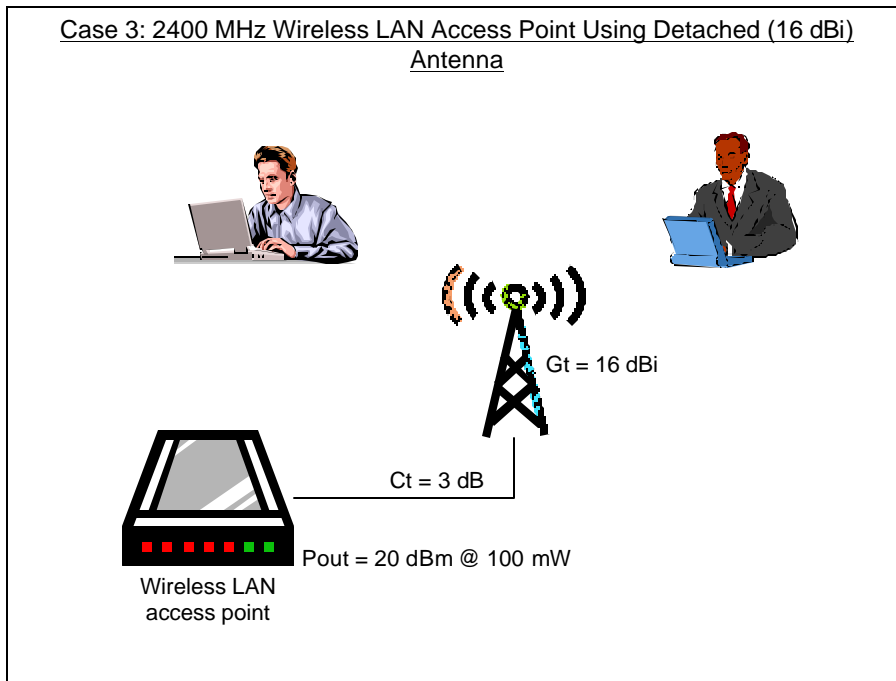 Case 3: 2400 MHz Wireless LAN Access Point Using Detached (16 dBi)
Antenna
Gt = 16 dBi
Ct = 3 dB
Pout = 20 dBm @ 100 mW
Wireless LAN
access point